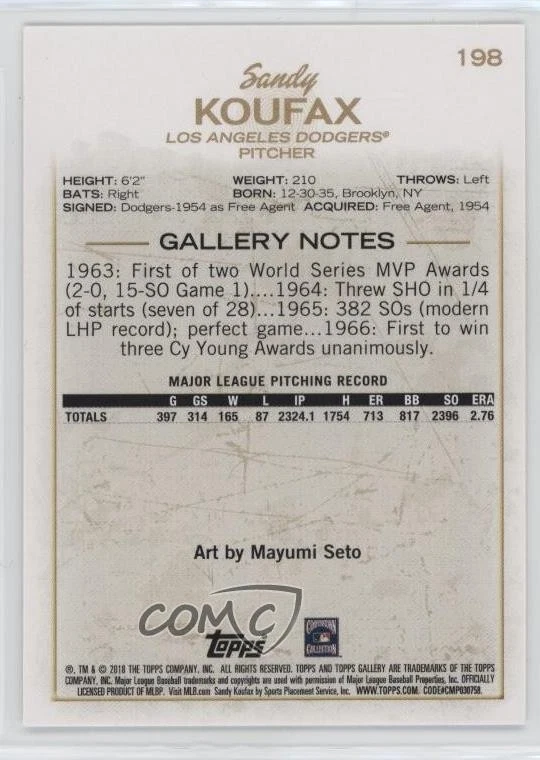 198
Sandy
KOUFAX
LOS ANGELES DODGERS®
PITCHER
HEIGHT: 6'2" WEIGHT: 210 THROWS: Left
BATS: Right BORN: 12-30-35, Brooklyn, NY
SIGNED: Dodgers-1954 as Free Agent ACQUIRED: Free Agent, 1954
GALLERY NOTES
1963: First of two World Series MVP Awards
(2-0, 15-SO Game 1)....1964: Threw SHO in 1/4
of starts (seven of 28)...1965: 382 SOs (modern
LHP record); perfect game...1966: First to win
three Cy Young Awards unanimously.
MAJOR LEAGUE PITCHING RECORD
G GS W L IP H ER BB SO ERA
TOTALS 397 314 165 87 2324.1 1754 713 817 2396 2.76
Art by Mayumi Seto
COMC
Topps
COOPERSTOWN
COLLECTION
®, TM & © 2018 THE TOPPS COMPANY, INC. ALL RIGHTS RESERVED. TOPPS AND TOPPS GALLERY ARE TRADEMARKS OF THE TOPPS
COMPANY, INC. Major League Baseball trademarks and copyrights are used with permission of Major League Baseball Properties, Inc. OFFICIALLY
LICENSED PRODUCT OF MLBP. Visit MLB.com Sandy Koufax by Sports Placement Service, Inc. WWW.TOPPS.COM. CODE#CMP030758.